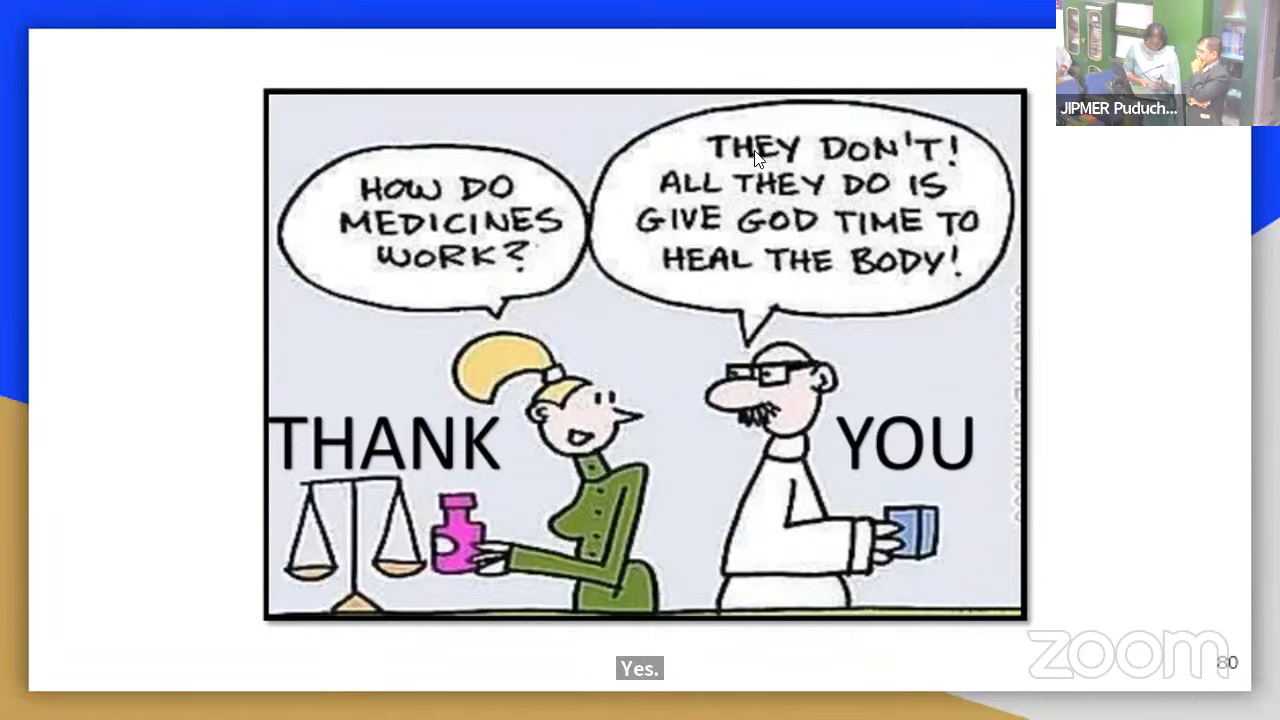 JIPMER Puduch...
HOW DO
MEDICINES
WORK?
THEY DON'T!
ALL THEY DO IS
GIVE GOD TIME TO
HEAL THE BODY!
THANK YOU
Yes.
zoom
80